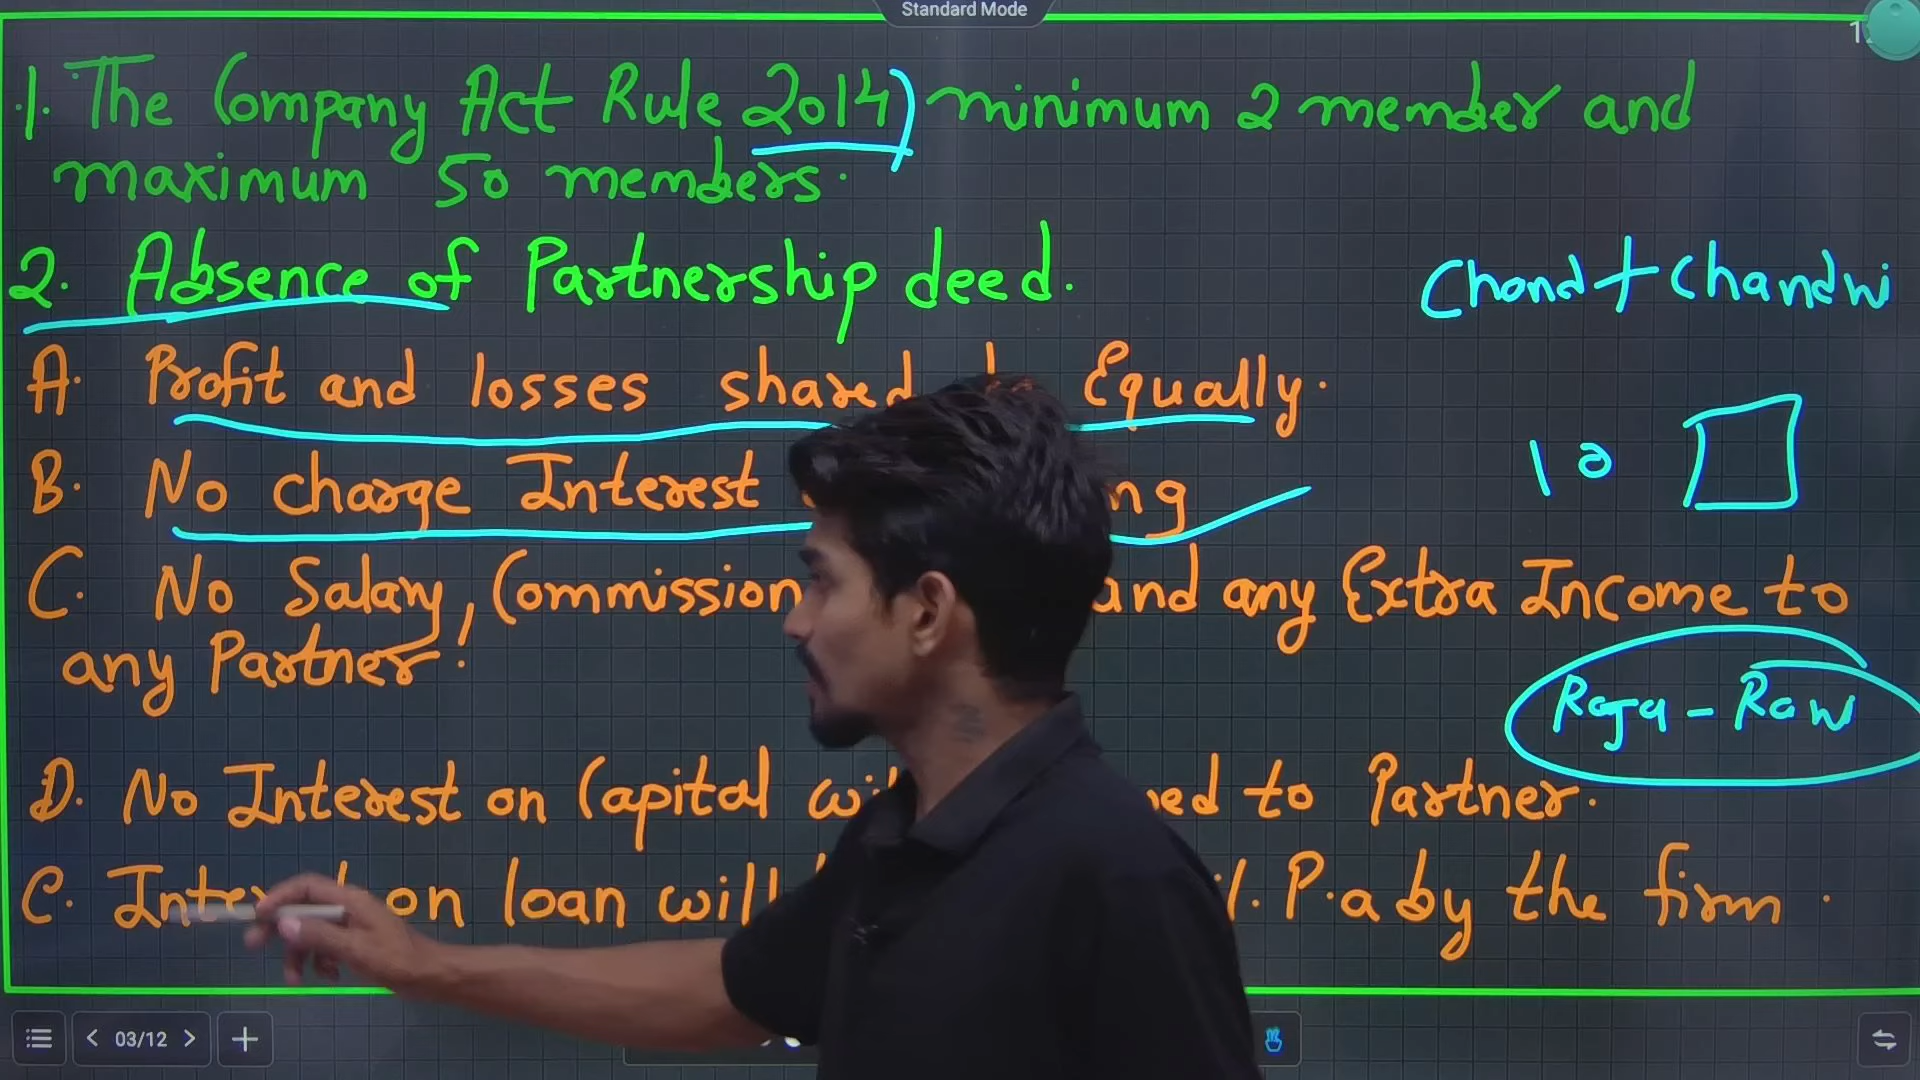 Standard Mode
1. The Company Act Rule 2014) minimum 2 member and
maximum 50 members.
2. Absence of Partnership deed.
Chand + Chandni
A. Profit and losses shared Equally.
10
B. No charge Interest
C. No Salary, Commission and any Extra Income to
any Partner!
Raja - Raw
D. No Interest on Capital to Partner.
C. on loan will P.a by the firm.
03/12